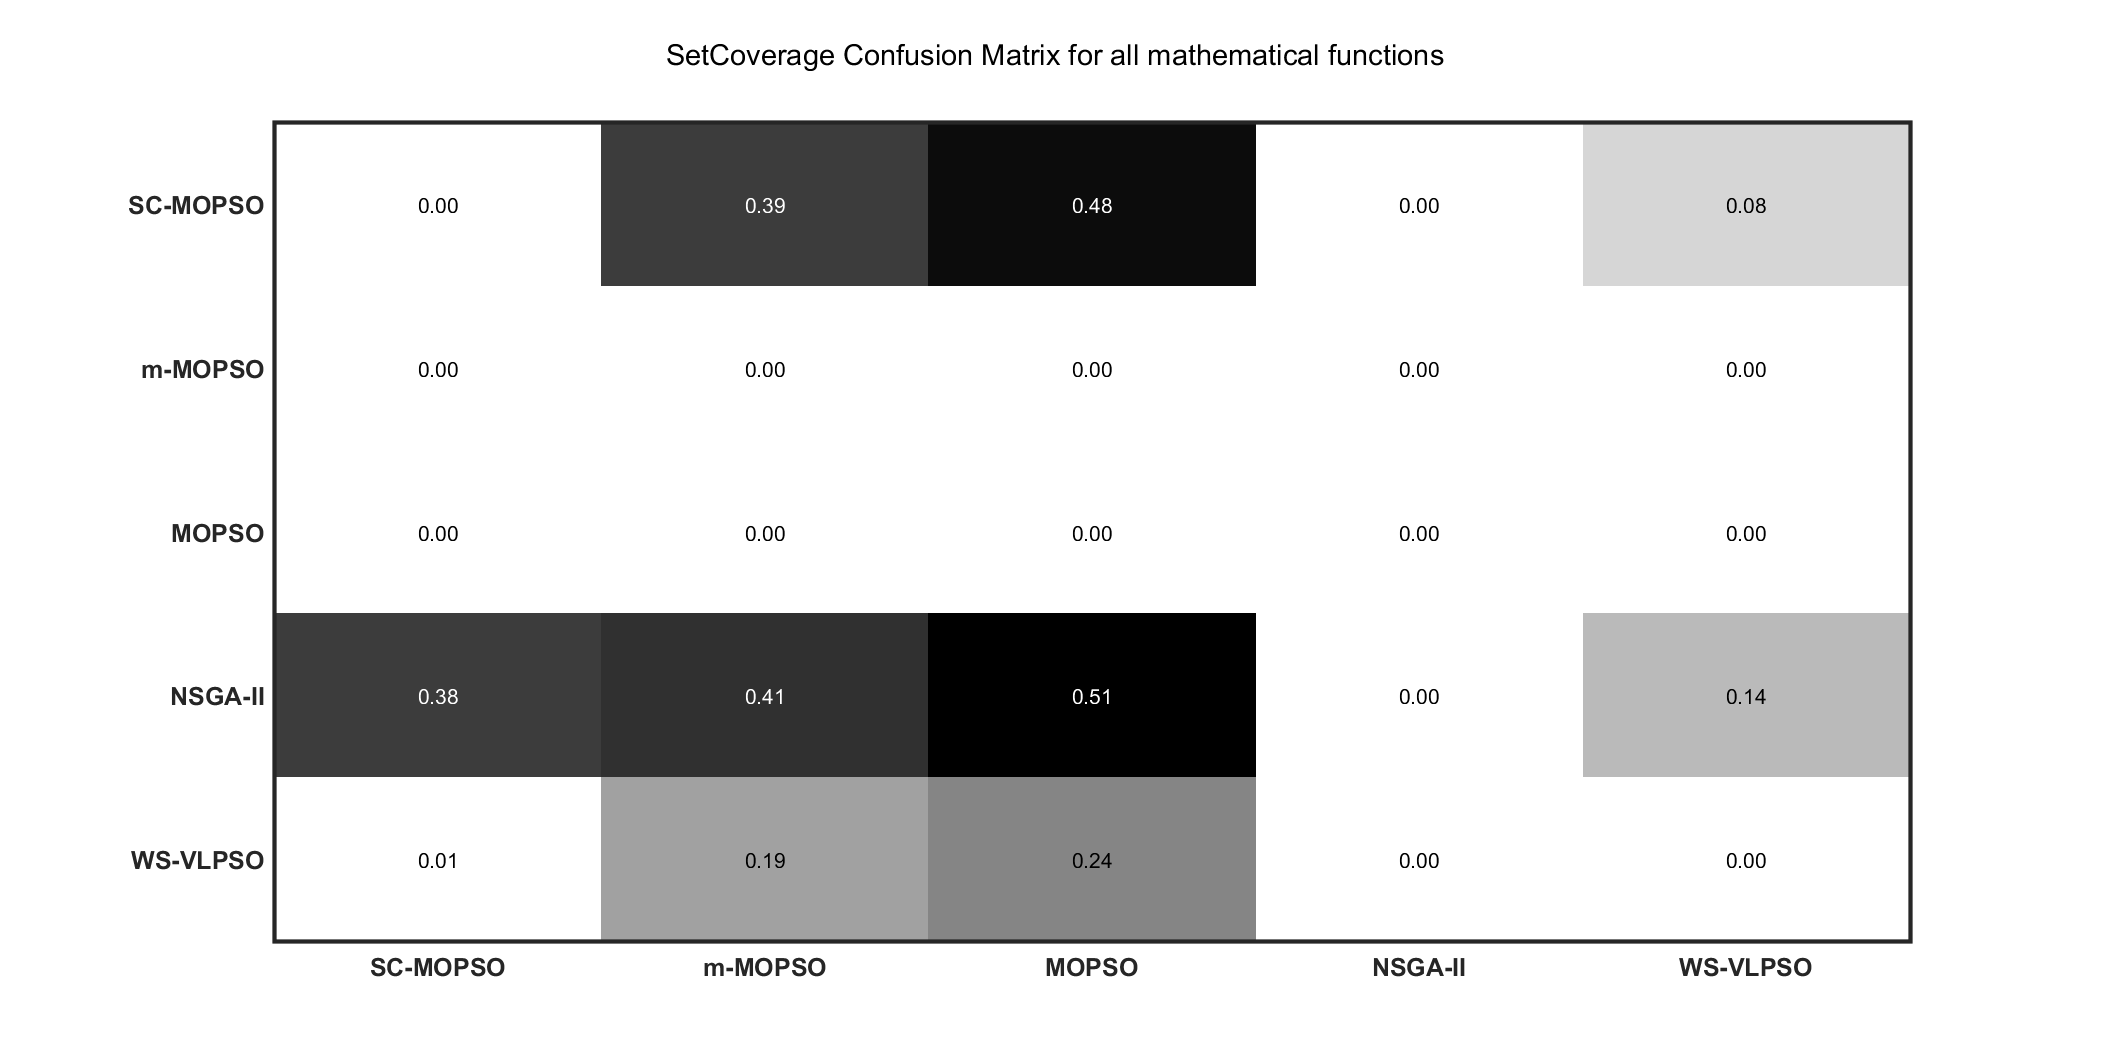 SetCoverage Confusion Matrix for all mathematical functions
SC-MOPSO 0.00 0.39 0.48 0.00 0.08
m-MOPSO 0.00 0.00 0.00 0.00 0.00
MOPSO 0.00 0.00 0.00 0.00 0.00
NSGA-II 0.38 0.41 0.51 0.00 0.14
WS-VLPSO 0.01 0.19 0.24 0.00 0.00
SC-MOPSO m-MOPSO MOPSO NSGA-II WS-VLPSO